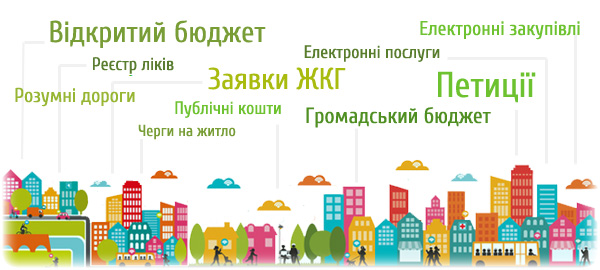 Відкритий бюджет
Електронні закупівлі
Електронні послуги
Реєстр ліків
Заявки ЖКГ
Петиції
Розумні дороги
Публічні кошти
Громадський бюджет
Черги на житло